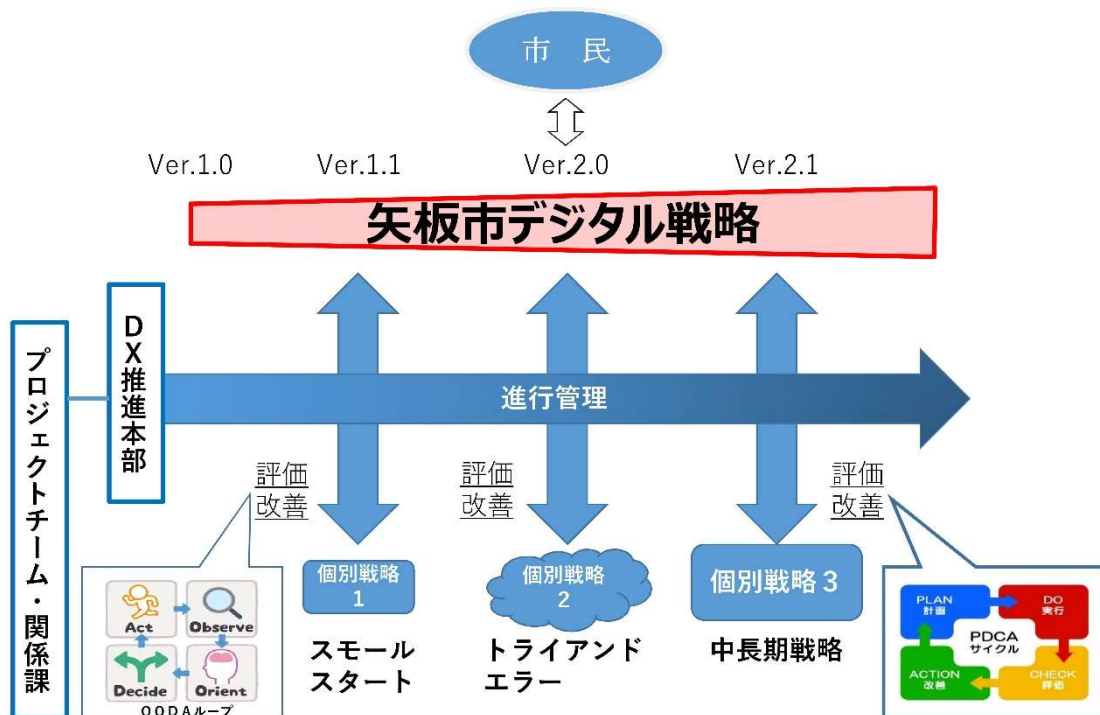 市 民
Ver.1.0
Ver.1.1
Ver.2.0
Ver.2.1
矢板市デジタル戦略
プロジェクトチーム・関係課
DX推進本部
進行管理
評価
改善
評価
改善
評価
改善
個別戦略
1
スモール
スタート
個別戦略
2
トライアンド
エラー
個別戦略3
中長期戦略
Act
Observe
Decide
Orient
OODAループ
PLAN
計画
DO
実行
PDCA
サイクル
ACTION
改善
CHECK
評価